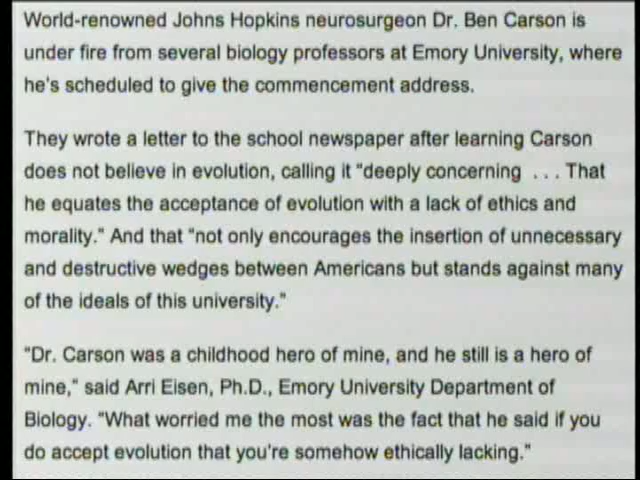 World-renowned Johns Hopkins neurosurgeon Dr. Ben Carson is
under fire from several biology professors at Emory University, where
he's scheduled to give the commencement address.
They wrote a letter to the school newspaper after learning Carson
does not believe in evolution, calling it "deeply concerning . . . That
he equates the acceptance of evolution with a lack of ethics and
morality." And that "not only encourages the insertion of unnecessary
and destructive wedges between Americans but stands against many
of the ideals of this university."
"Dr. Carson was a childhood hero of mine, and he still is a hero of
mine," said Arri Eisen, Ph.D., Emory University Department of
Biology. "What worried me the most was the fact that he said if you
do accept evolution that you're somehow ethically lacking."